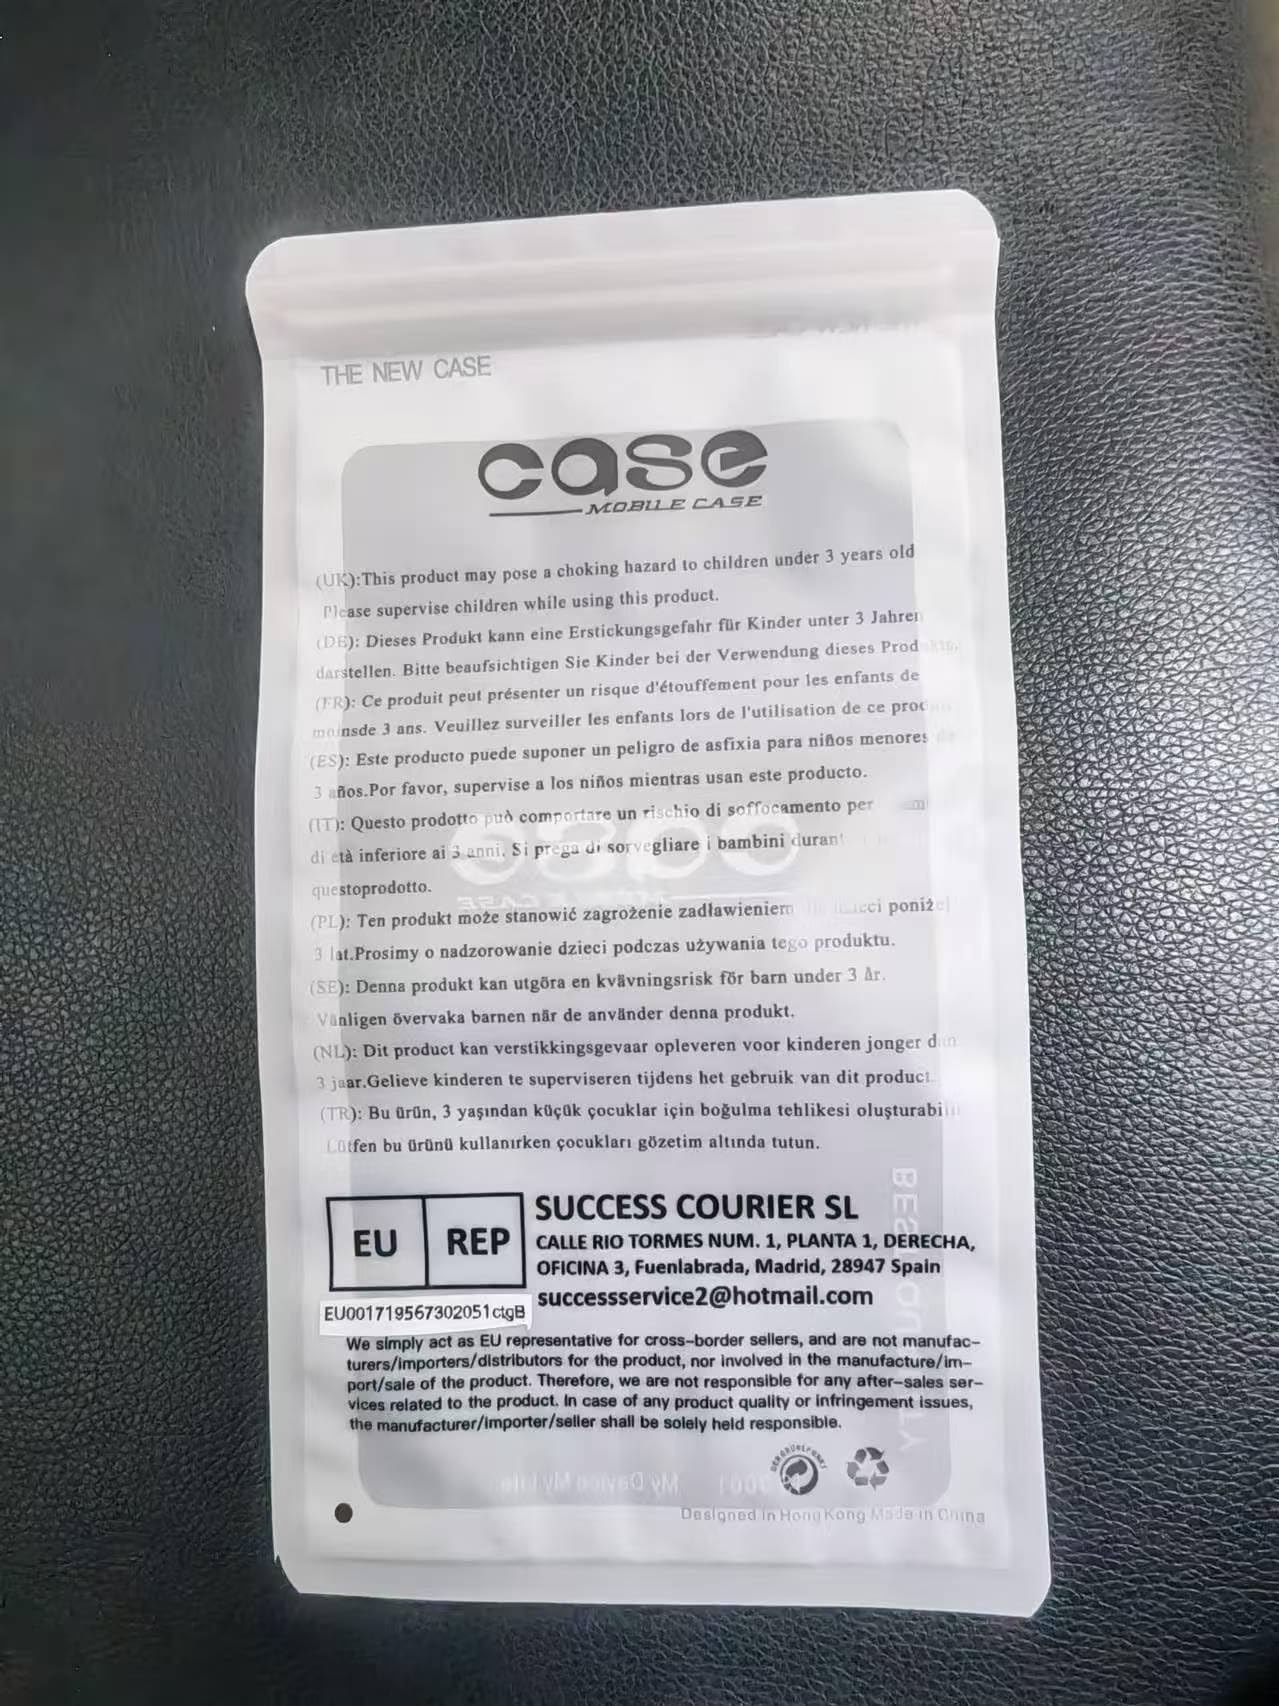 THE NEW CASE
case
MOBILE CASE
(UK):This product may pose a choking hazard to children under 3 years old
Please supervise children while using this product.
(DE): Dieses Produkt kann eine Erstickungsgefahr für Kinder unter 3 Jahren
darstellen. Bitte beaufsichtigen Sie Kinder bei der Verwendung dieses Produkts.
(FR): Ce produit peut présenter un risque d'étouffement pour les enfants de
moinsde 3 ans. Veuillez surveiller les enfants lors de l'utilisation de ce
(ES): Este producto puede suponer un peligro de asfixia para niños menores de
3 años.Por favor, supervise a los niños mientras usan este producto.
(IT): Questo prodotto può comportare un rischio di soffocamento per
di età inferiore ai 3 anni. Si prega di sorvegliare i bambini
questoprodotto.
(PL): Ten produkt może stanowić zagrożenie zadławieniem dzieci poniżej
3 lat.Prosimy o nadzorowanie dzieci podczas używania tego produktu.
(SE): Denna produkt kan utgöra en kvävningsrisk för barn under 3 år.
Vänligen övervaka barnen när de använder denna produkt.
(NL): Dit product kan verstikkingsgevaar opleveren voor kinderen jonger dan
3 jaar.Gelieve kinderen te superviseren tijdens het gebruik van dit product
(TR): Bu ürün, 3 yaşından küçük çocuklar için boğulma tehlikesi
Lütfen bu ürünü kullanırken çocukları gözetim altında tutun.
EU REP
SUCCESS COURIER SL
CALLE RIO TORMES NUM. 1, PLANTA 1, DERECHA,
OFICINA 3, Fuenlabrada, Madrid, 28947 Spain
successservice2@hotmail.com
EU001719567302051ctgB
We simply act as EU representative for cross-border sellers, and are not manufac-
turers/importers/distributors for the product, nor involved in the manufacture/im-
port/sale of the product. Therefore, we are not responsible for any after-sales ser-
vices related to the product. In case of any product quality or infringement issues,
the manufacturer/importer/seller shall be solely held responsible.
DER GRÜNE PUNKT
Designed in Hong Kong Made in China